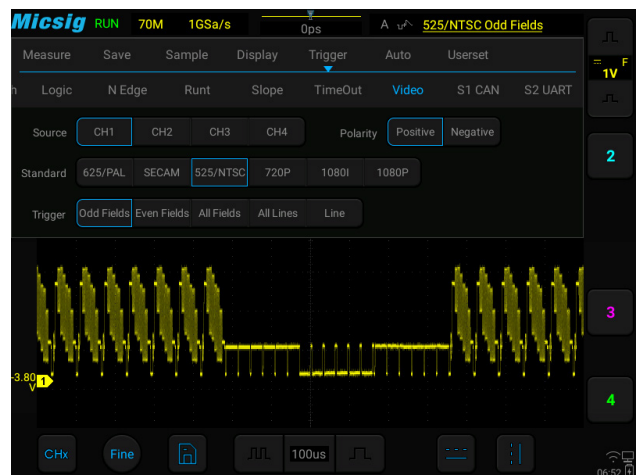 Micsig RUN 70M 1GSa/s 0ps A 525/NTSC Odd Fields
Measure Save Sample Display Trigger Auto Userset
h Logic N Edge Runt Slope TimeOut Video S1 CAN S2 UART
F
1V
Source CH1 CH2 CH3 CH4 Polarity Positive Negative
2
Standard 625/PAL SECAM 525/NTSC 720P 1080I 1080P
Trigger Odd Fields Even Fields All Fields All Lines Line
3
-3.80 1
V
4
CHx Fine 100us
06:52